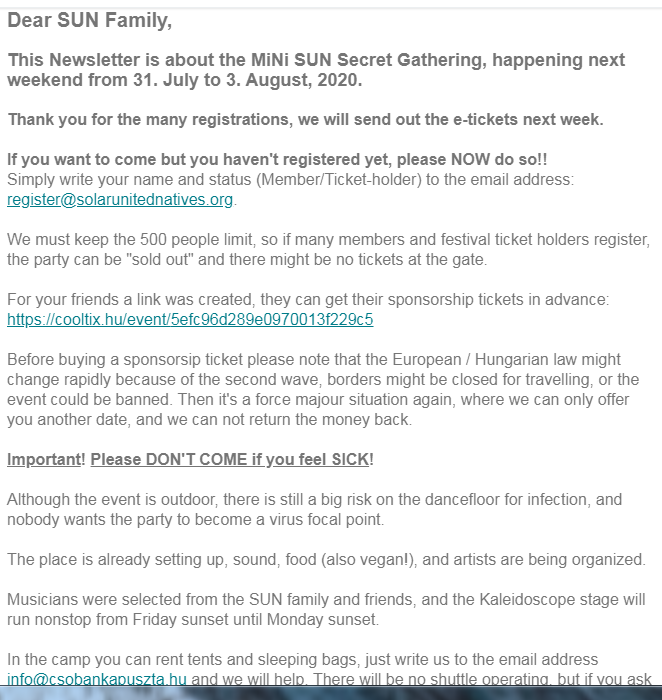 Dear SUN Family,
This Newsletter is about the MiNi SUN Secret Gathering, happening next
weekend from 31. July to 3. August, 2020.
Thank you for the many registrations, we will send out the e-tickets next week.
If you want to come but you haven't registered yet, please NOW do so!!
Simply write your name and status (Member/Ticket-holder) to the email address:
register@solarunitednatives.org.
We must keep the 500 people limit, so if many members and festival ticket holders register,
the party can be "sold out" and there might be no tickets at the gate.
For your friends a link was created, they can get their sponsorship tickets in advance:
https://cooltix.hu/event/5efc96d289e0970013f229c5
Before buying a sponsorsip ticket please note that the European / Hungarian law might
change rapidly because of the second wave, borders might be closed for travelling, or the
event could be banned. Then it's a force majour situation again, where we can only offer
you another date, and we can not return the money back.
Important! Please DON'T COME if you feel SICK!
Although the event is outdoor, there is still a big risk on the dancefloor for infection, and
nobody wants the party to become a virus focal point.
The place is already setting up, sound, food (also vegan!), and artists are being organized.
Musicians were selected from the SUN family and friends, and the Kaleidoscope stage will
run nonstop from Friday sunset until Monday sunset.
In the camp you can rent tents and sleeping bags, just write us to the email address
info@csobankapuszta.hu and we will help. There will be no shuttle operating, but if you ask